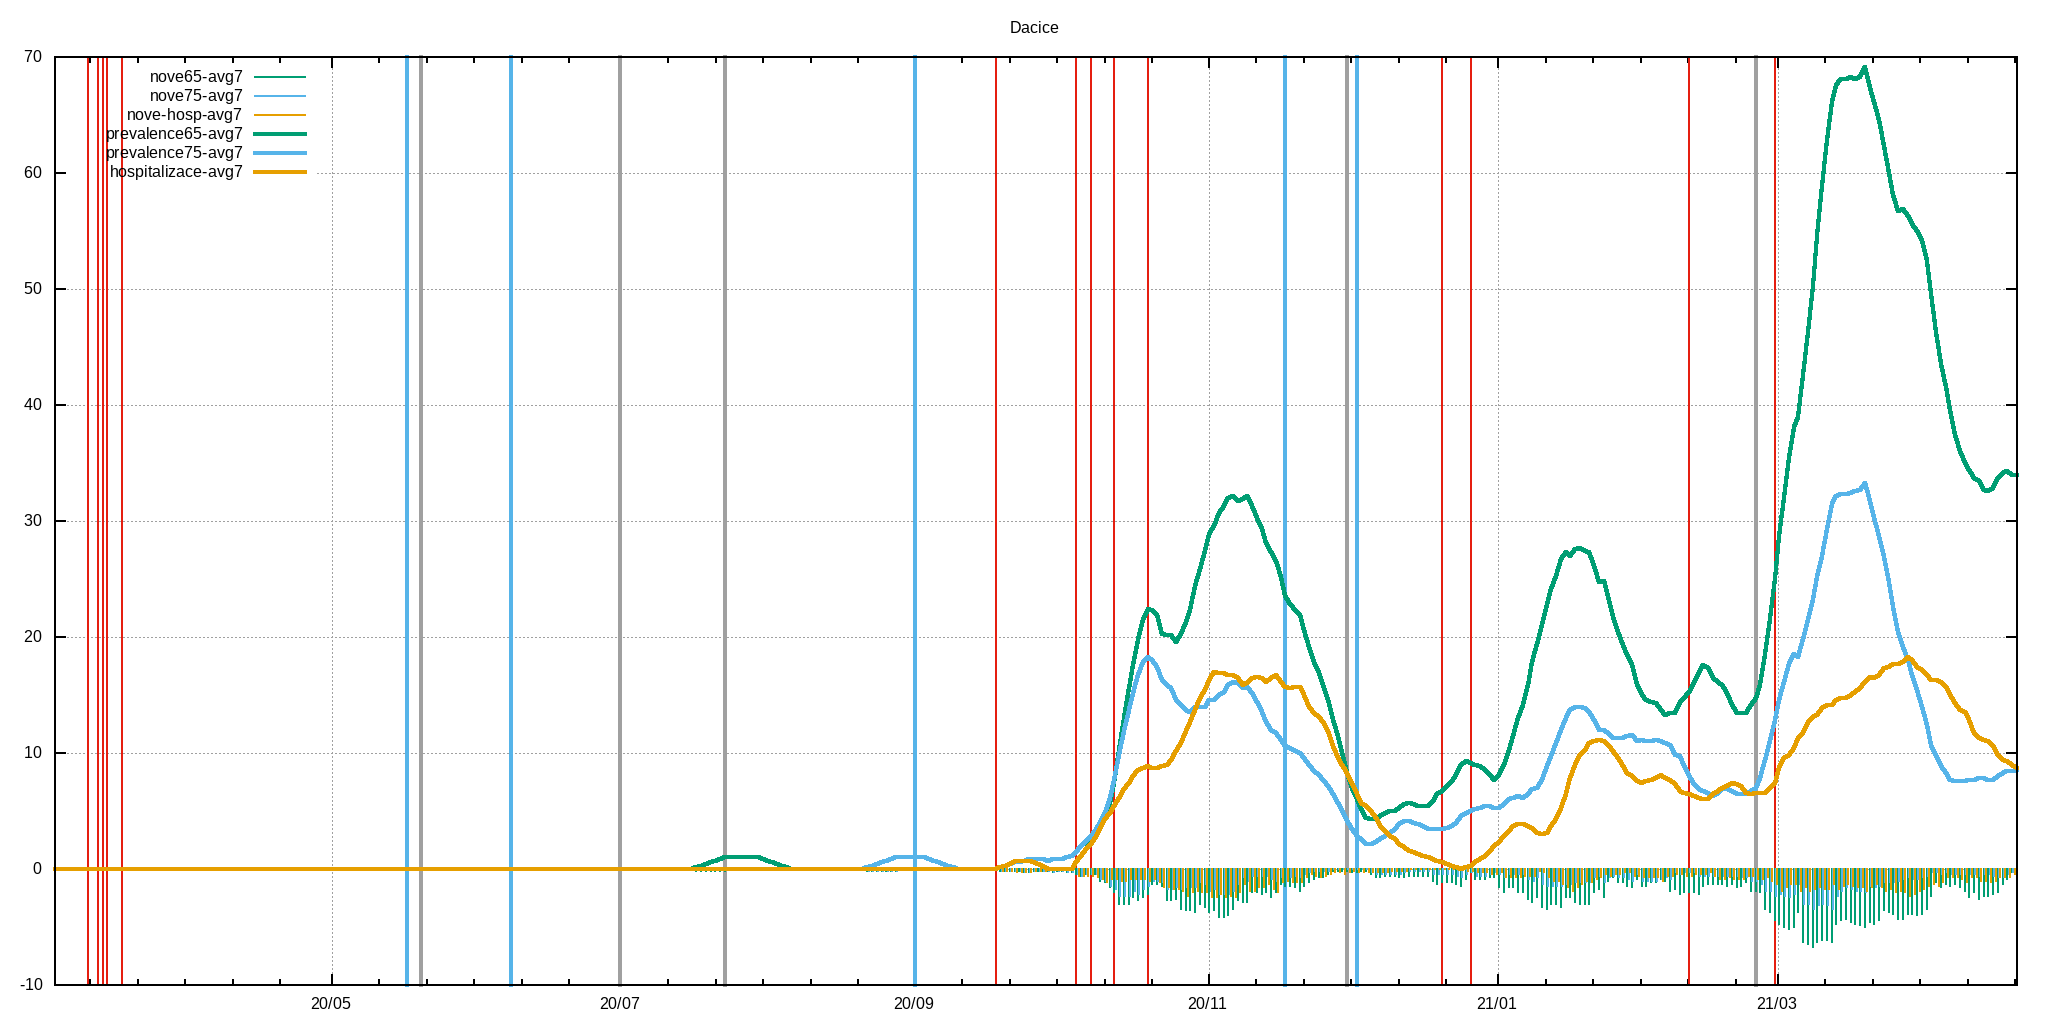 Dacice
70
nove65-avg7
nove75-avg7
nove-hosp-avg7
prevalence65-avg7
prevalence75-avg7
hospitalizace-avg7
60
50
40
30
20
10
0
-10
20/05
20/07
20/09
20/11
21/01
21/03